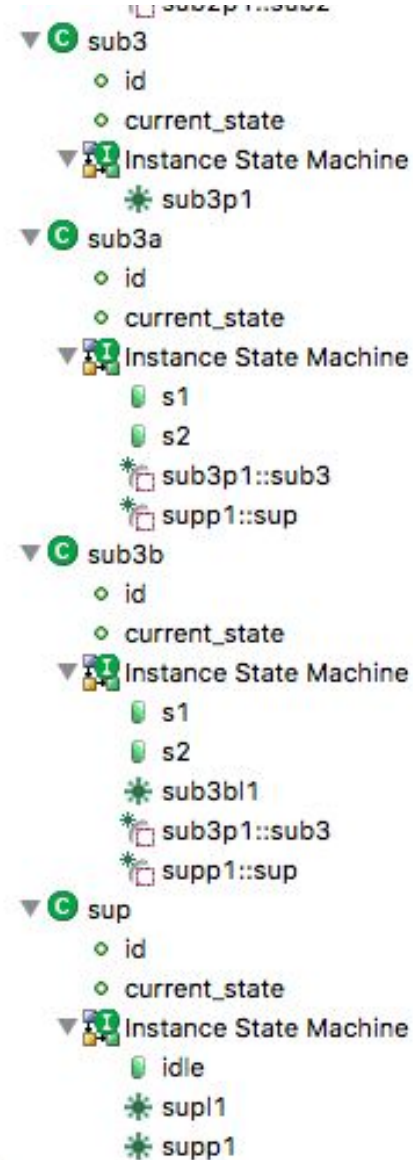 C sub3
id
current_state
I Instance State Machine
sub3p1
C sub3a
id
current_state
I Instance State Machine
s1
s2
sub3p1::sub3
supp1::sup
C sub3b
id
current_state
I Instance State Machine
s1
s2
sub3bl1
sub3p1::sub3
supp1::sup
C sup
id
current_state
I Instance State Machine
idle
supl1
supp1